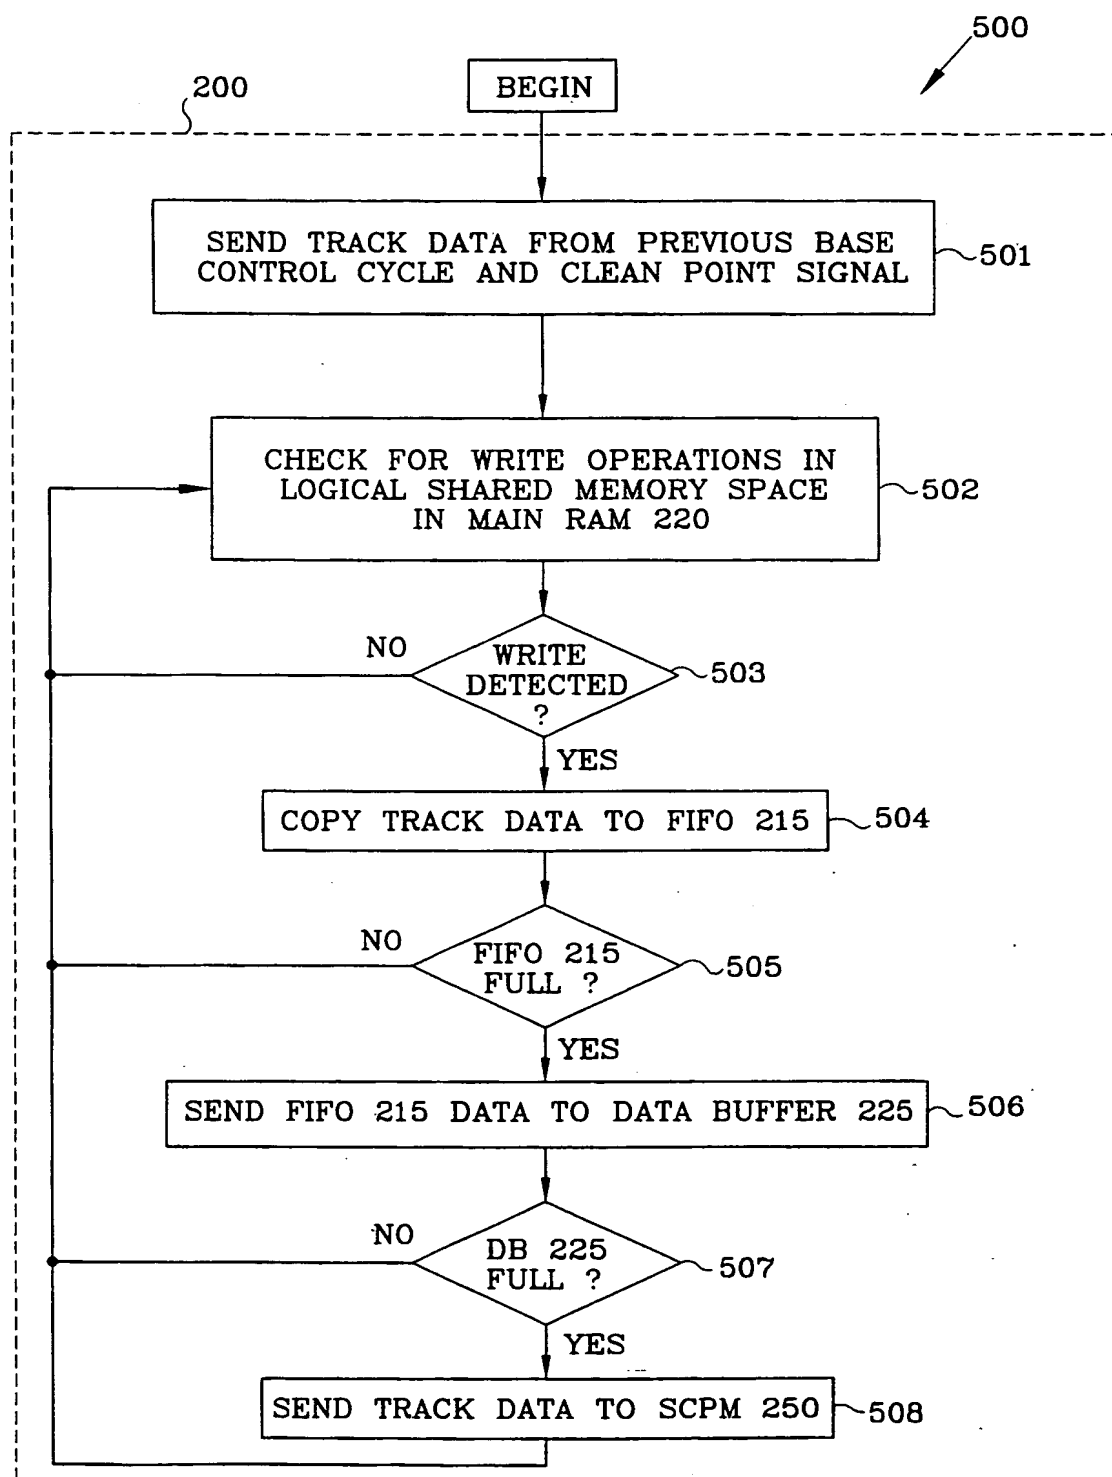 500
BEGIN
200
SEND TRACK DATA FROM PREVIOUS BASE
CONTROL CYCLE AND CLEAN POINT SIGNAL
501
CHECK FOR WRITE OPERATIONS IN
LOGICAL SHARED MEMORY SPACE
IN MAIN RAM 220
502
NO
WRITE
DETECTED
?
503
YES
COPY TRACK DATA TO FIFO 215
504
NO
FIFO 215
FULL ?
505
YES
SEND FIFO 215 DATA TO DATA BUFFER 225
506
NO
DB 225
FULL ?
507
YES
SEND TRACK DATA TO SCPM 250
508